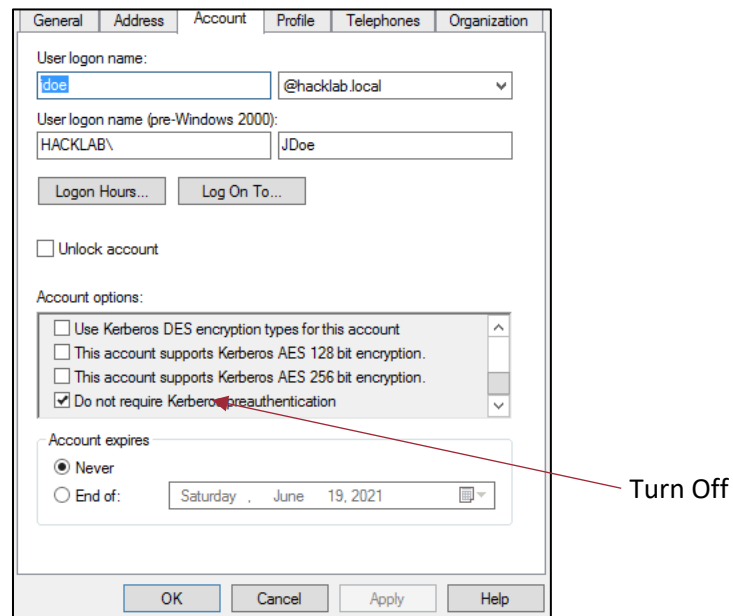 General Address Account Profile Telephones Organization
User logon name:
jdoe @hacklab.local
User logon name (pre-Windows 2000):
HACKLAB\ JDoe
Logon Hours... Log On To...
Unlock account
Account options:
Use Kerberos DES encryption types for this account
This account supports Kerberos AES 128 bit encryption.
This account supports Kerberos AES 256 bit encryption.
Do not require Kerberos preauthentication
Account expires
Never
End of: Saturday , June 19, 2021
Turn Off
OK Cancel Apply Help